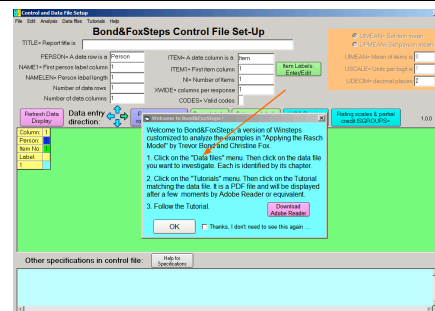 Control and Data File Setup
File Edit Analysis Data files Tutorials Help
Bond&FoxSteps Control File Set-Up
TITLE= Report title is
PERSON= A data row is a Person
NAME1= First person label column 1
NAMELEN= Person label length 1
Number of data rows 1
Number of data columns 1
ITEM= A data column is a Item
ITEM1= First item column 1
NI= Number of Items 1
XWIDE= columns per response 1
CODES= Valid codes
Item Labels:
Enter/Edit
UIMEAN= Set item mean
UPMEAN= Set person mean
UMEAN= Mean of items is
USCALE= Units per logit is
UDECIM= decimal places 2
Refresh Data
Display
Data entry
direction:
Rating scales & partial
credit ISGROUPS=
1.00
Column: 1
Person: 1
Item No 1
Label
1
Welcome to Bond&FoxSteps!
Welcome to Bond&FoxSteps, a version of Winsteps
customized to analyze the examples in "Applying the Rasch
Model" by Trevor Bond and Christine Fox.
1. Click on the "Data files" menu. Then click on the data file
you want to investigate. Each is identified by its chapter.
2. Click on the "Tutorials" menu. Then click on the Tutorial
matching the data file. It is a PDF file and will be displayed
after a few moments by Adobe Reader or equivalent.
3. Follow the Tutorial.
Download
Adobe Reader
OK
Thanks, I don't need to see this again ...
Other specifications in control file:
Help for
Specifications